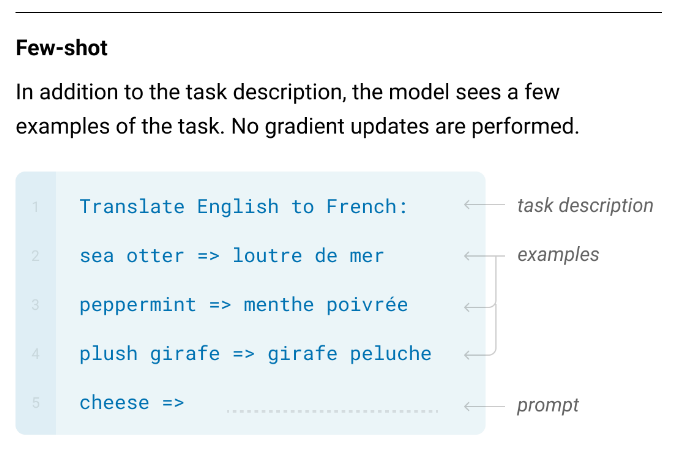 Few-shot
In addition to the task description, the model sees a few
examples of the task. No gradient updates are performed.
1 Translate English to French: task description
2 sea otter => loutre de mer examples
3 peppermint => menthe poivrée
4 plush girafe => girafe peluche
5 cheese => prompt